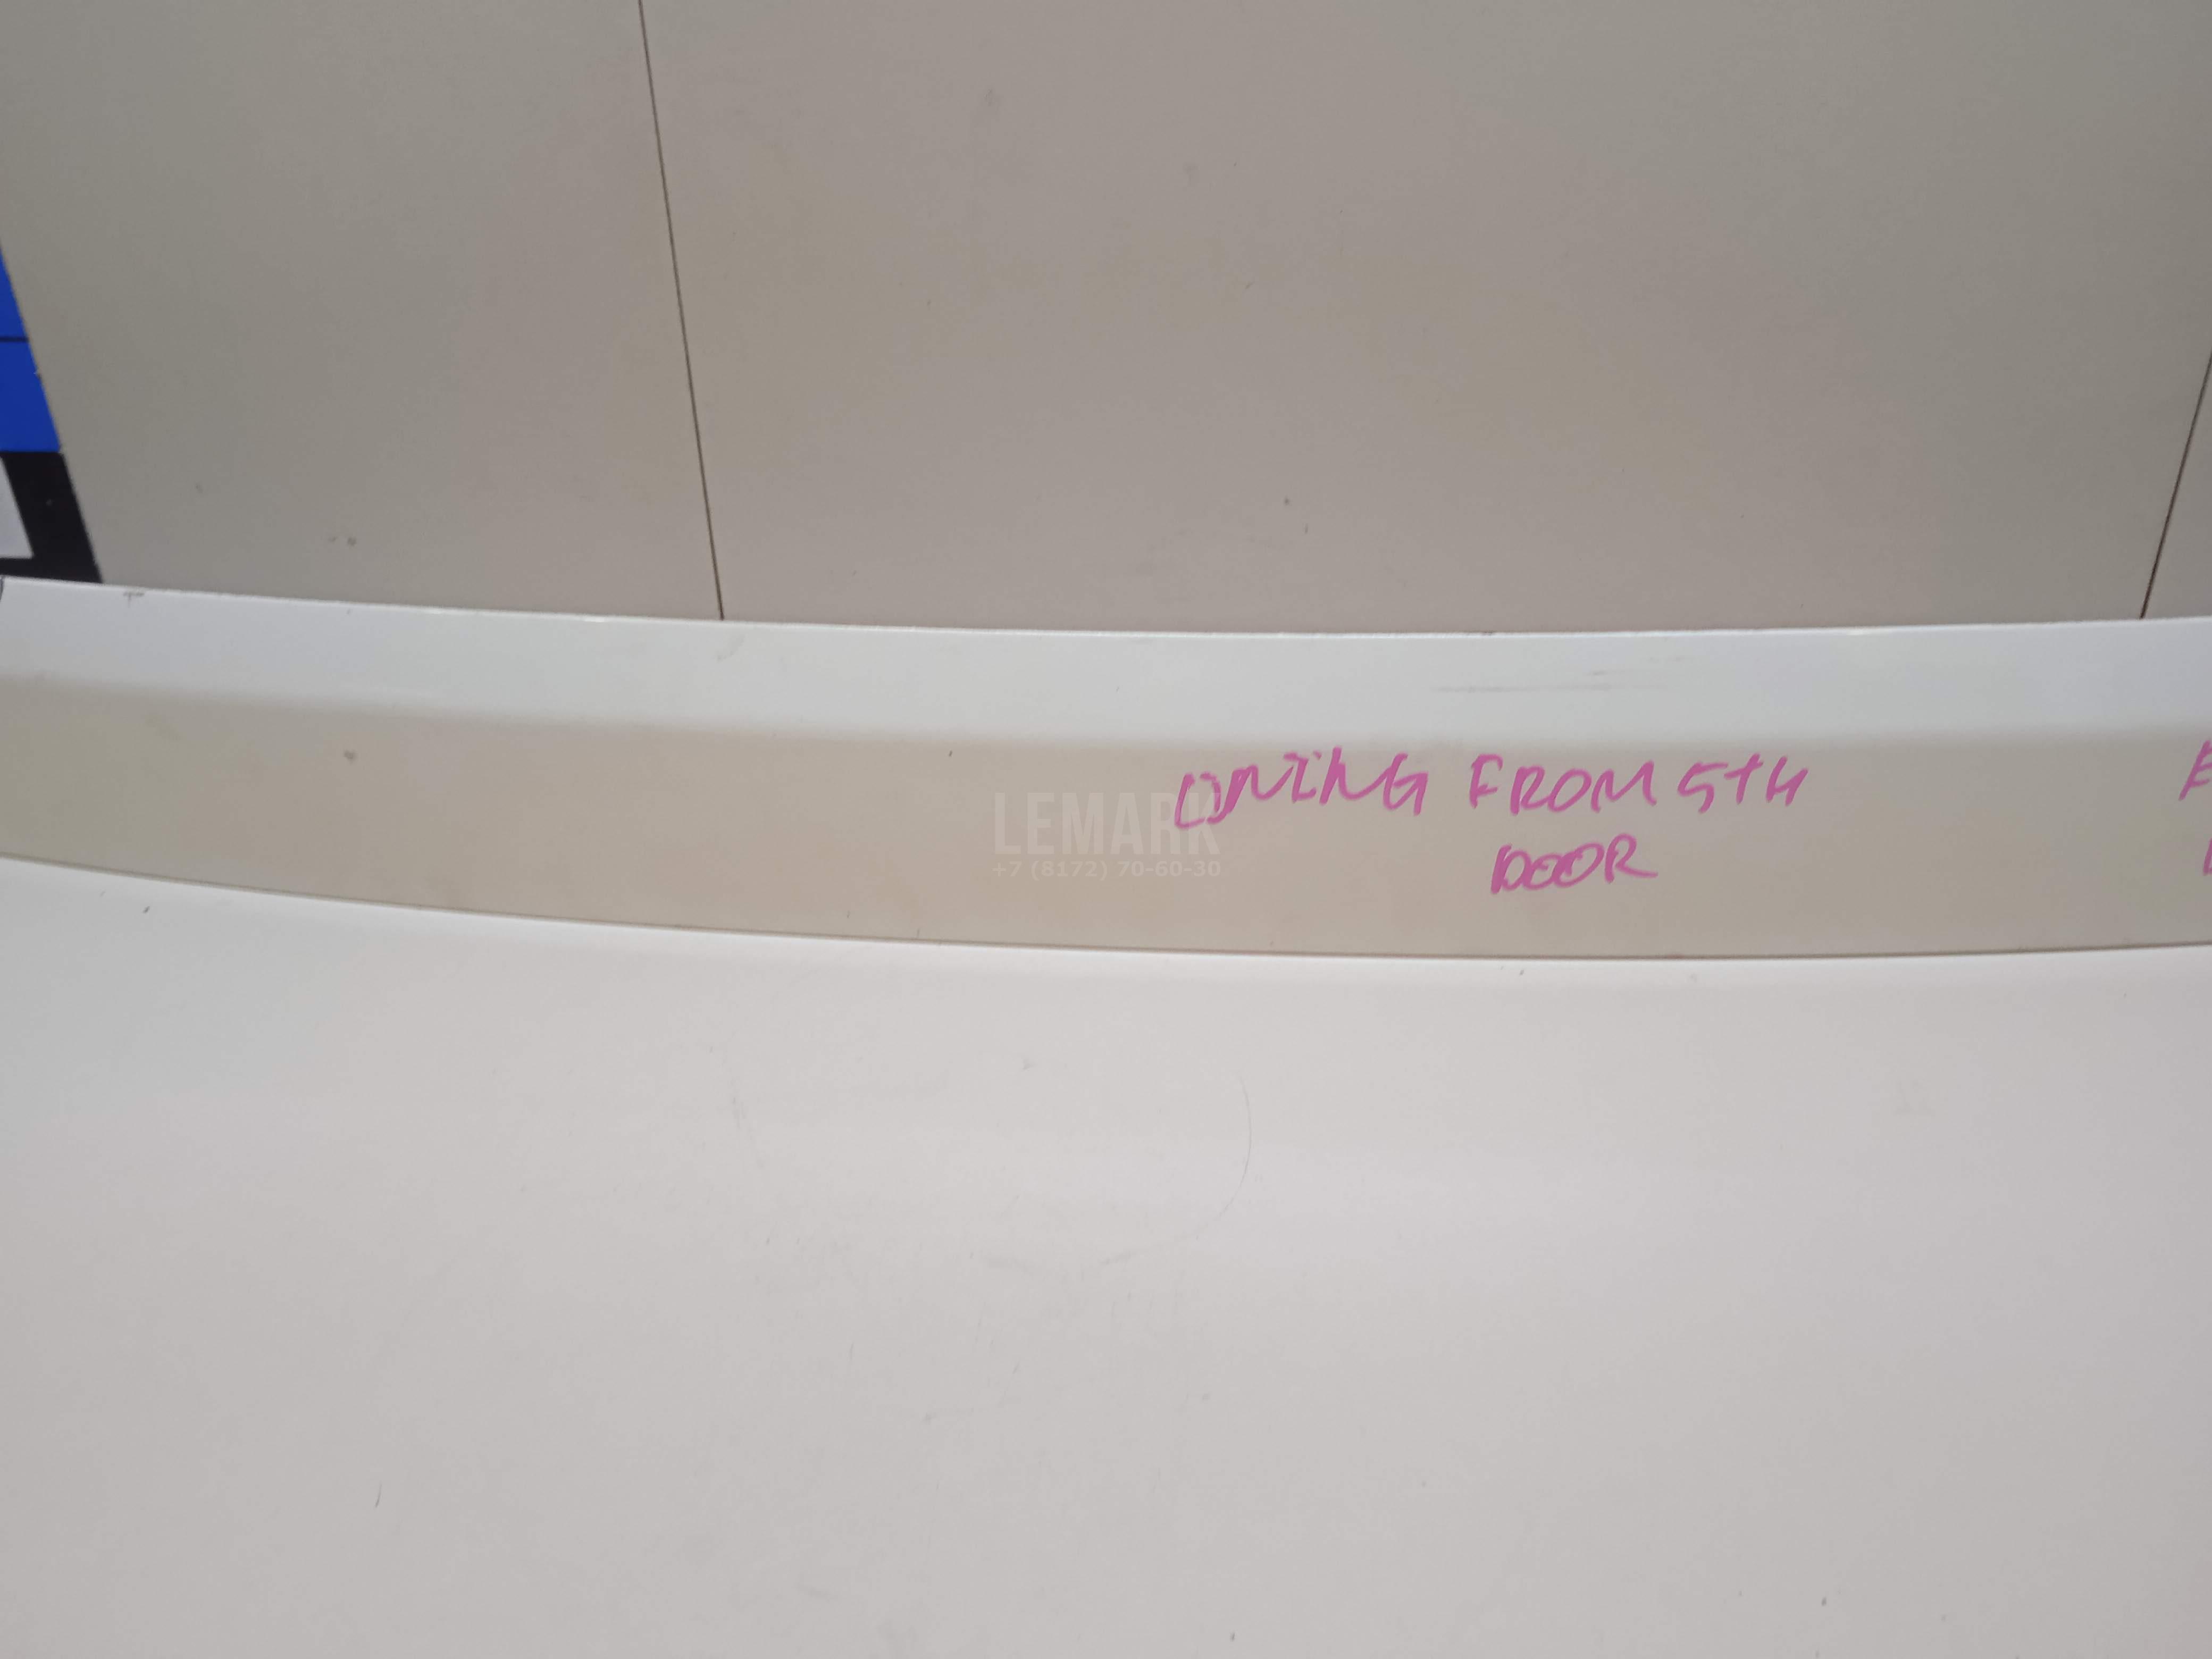 LINING FROM 5TH
DOOR
LEMARK
+7 (8172) 70-60-30